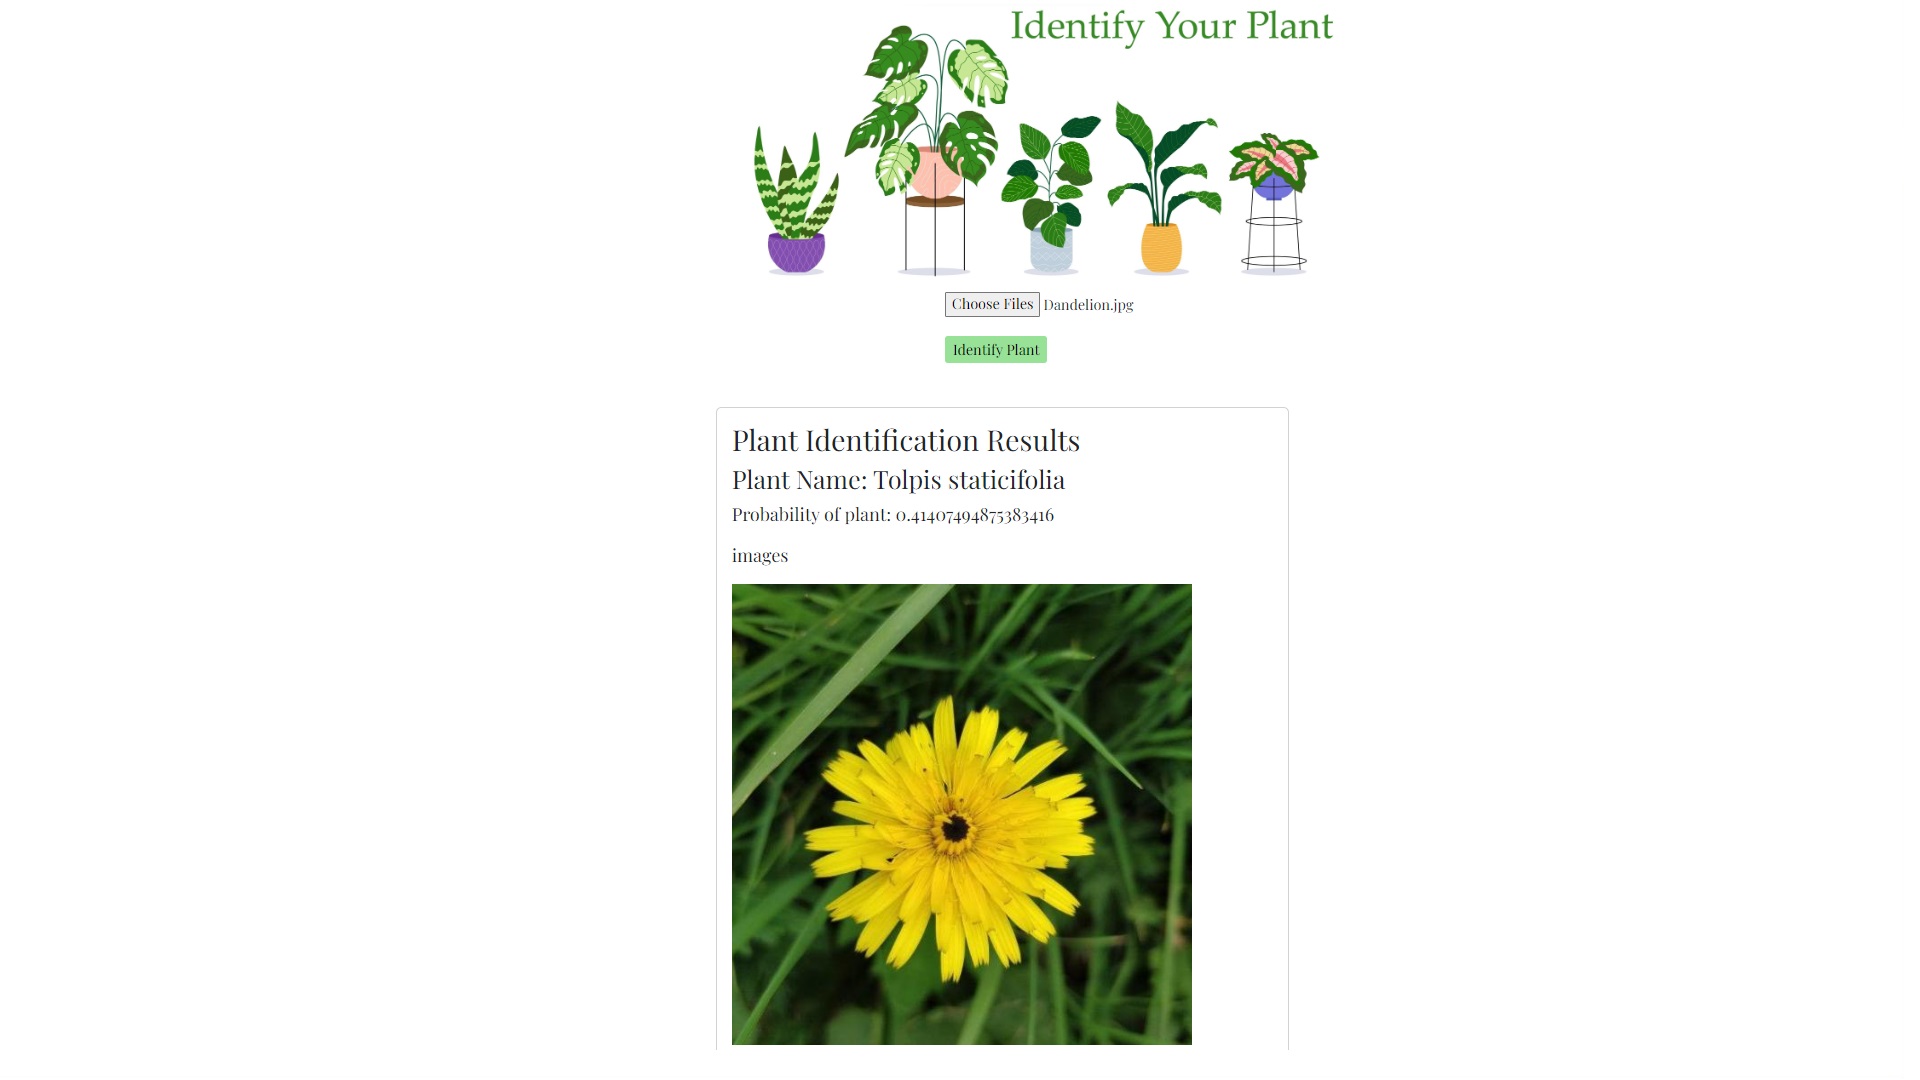 Identify Your Plant
Choose Files Dandelion.jpg
Identify Plant
Plant Identification Results
Plant Name: Tolpis staticifolia
Probability of plant: 0.41407494875383416
images